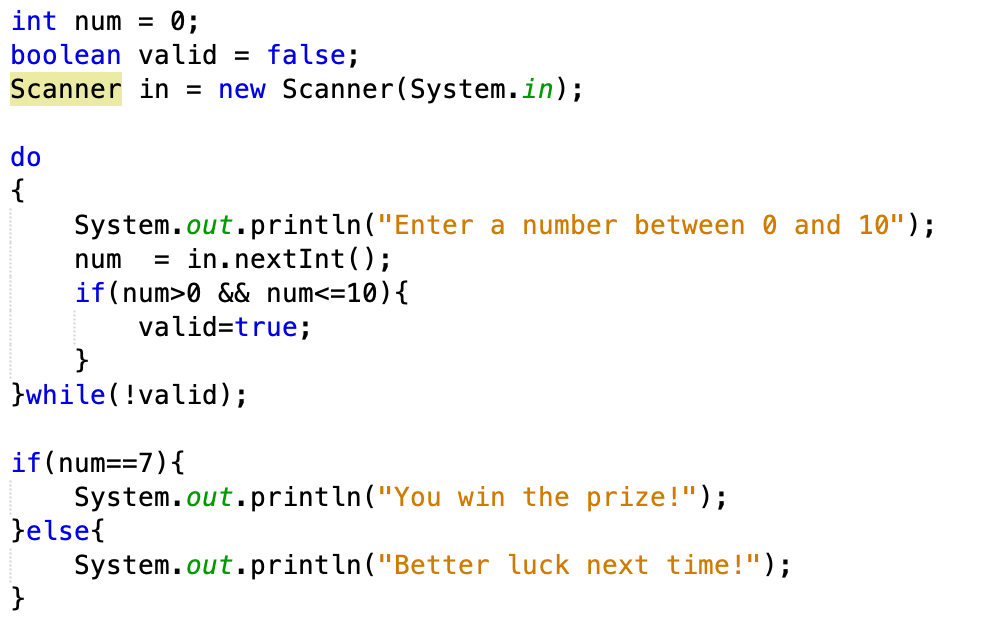 int num = 0;
boolean valid = false;
Scanner in = new Scanner(System.in);

do
{
    System.out.println("Enter a number between 0 and 10");
    num  = in.nextInt();
    if(num>0 && num<=10){
        valid=true;
    }
}while(!valid);

if(num==7){
    System.out.println("You win the prize!");
}else{
    System.out.println("Better luck next time!");
}